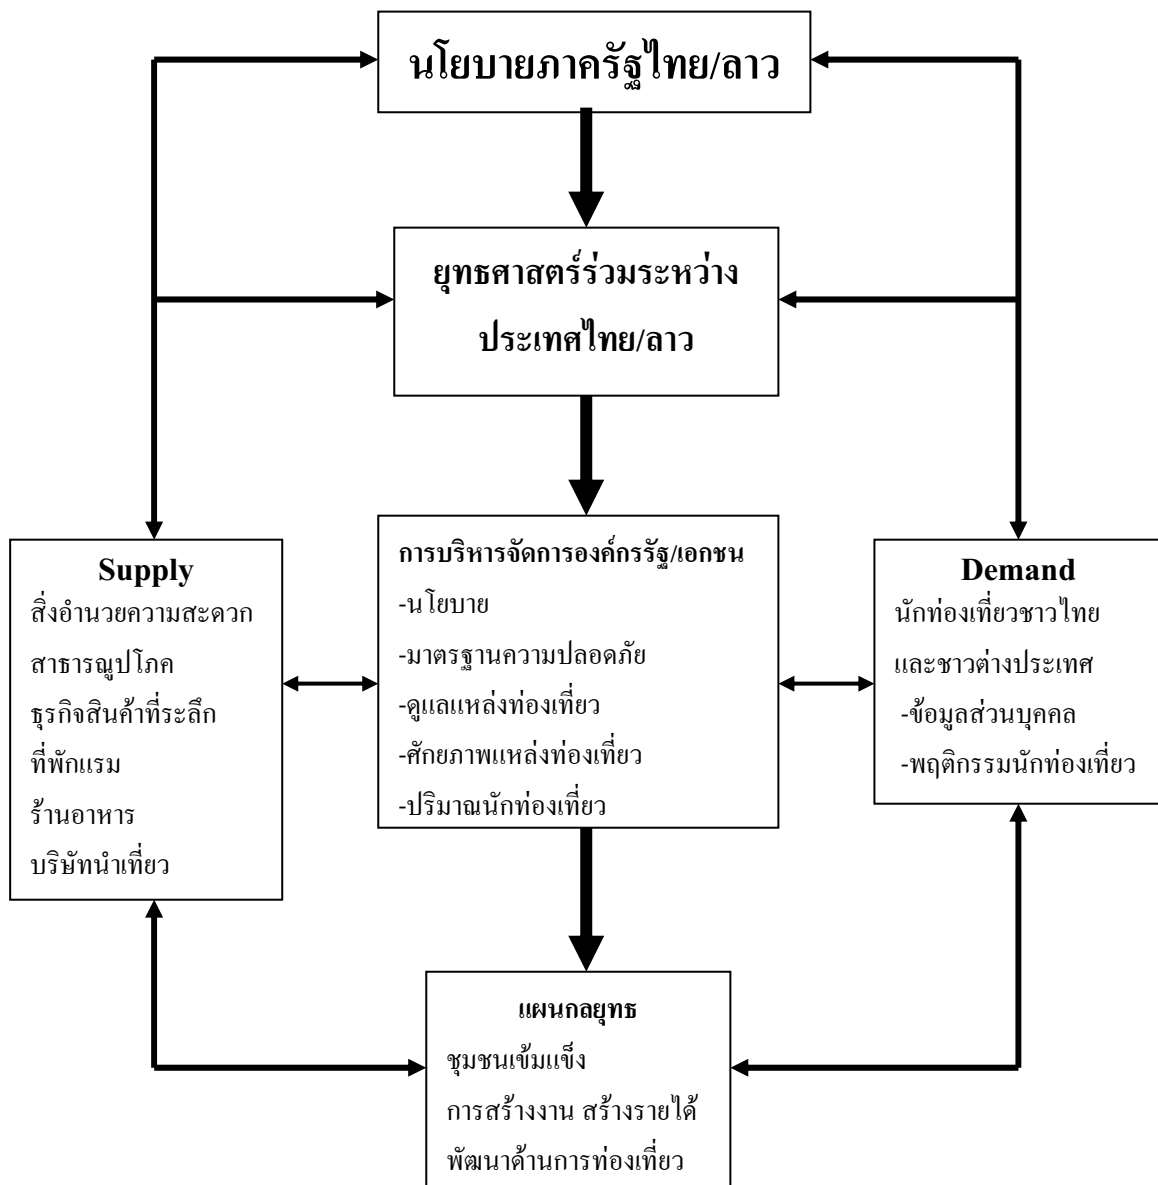 นโยบายภาครัฐไทย/ลาว
ยุทธศาสตร์ร่วมระหว่าง
ประเทศไทย/ลาว
Supply
สิ่งอำนวยความสะดวก
สาธารณูปโภค
ธุรกิจสินค้าที่ระลึก
ที่พักแรม
ร้านอาหาร
บริษัทนำเที่ยว
การบริหารจัดการองค์กรรัฐ/เอกชน
-นโยบาย
-มาตรฐานความปลอดภัย
-ดูแลแหล่งท่องเที่ยว
-ศักยภาพแหล่งท่องเที่ยว
-ปริมาณนักท่องเที่ยว
Demand
นักท่องเที่ยวชาวไทย
และชาวต่างประเทศ
-ข้อมูลส่วนบุคคล
-พฤติกรรมนักท่องเที่ยว
แผนกลยุทธ
ชุมชนเข้มแข็ง
การสร้างงาน สร้างรายได้
พัฒนาด้านการท่องเที่ยว